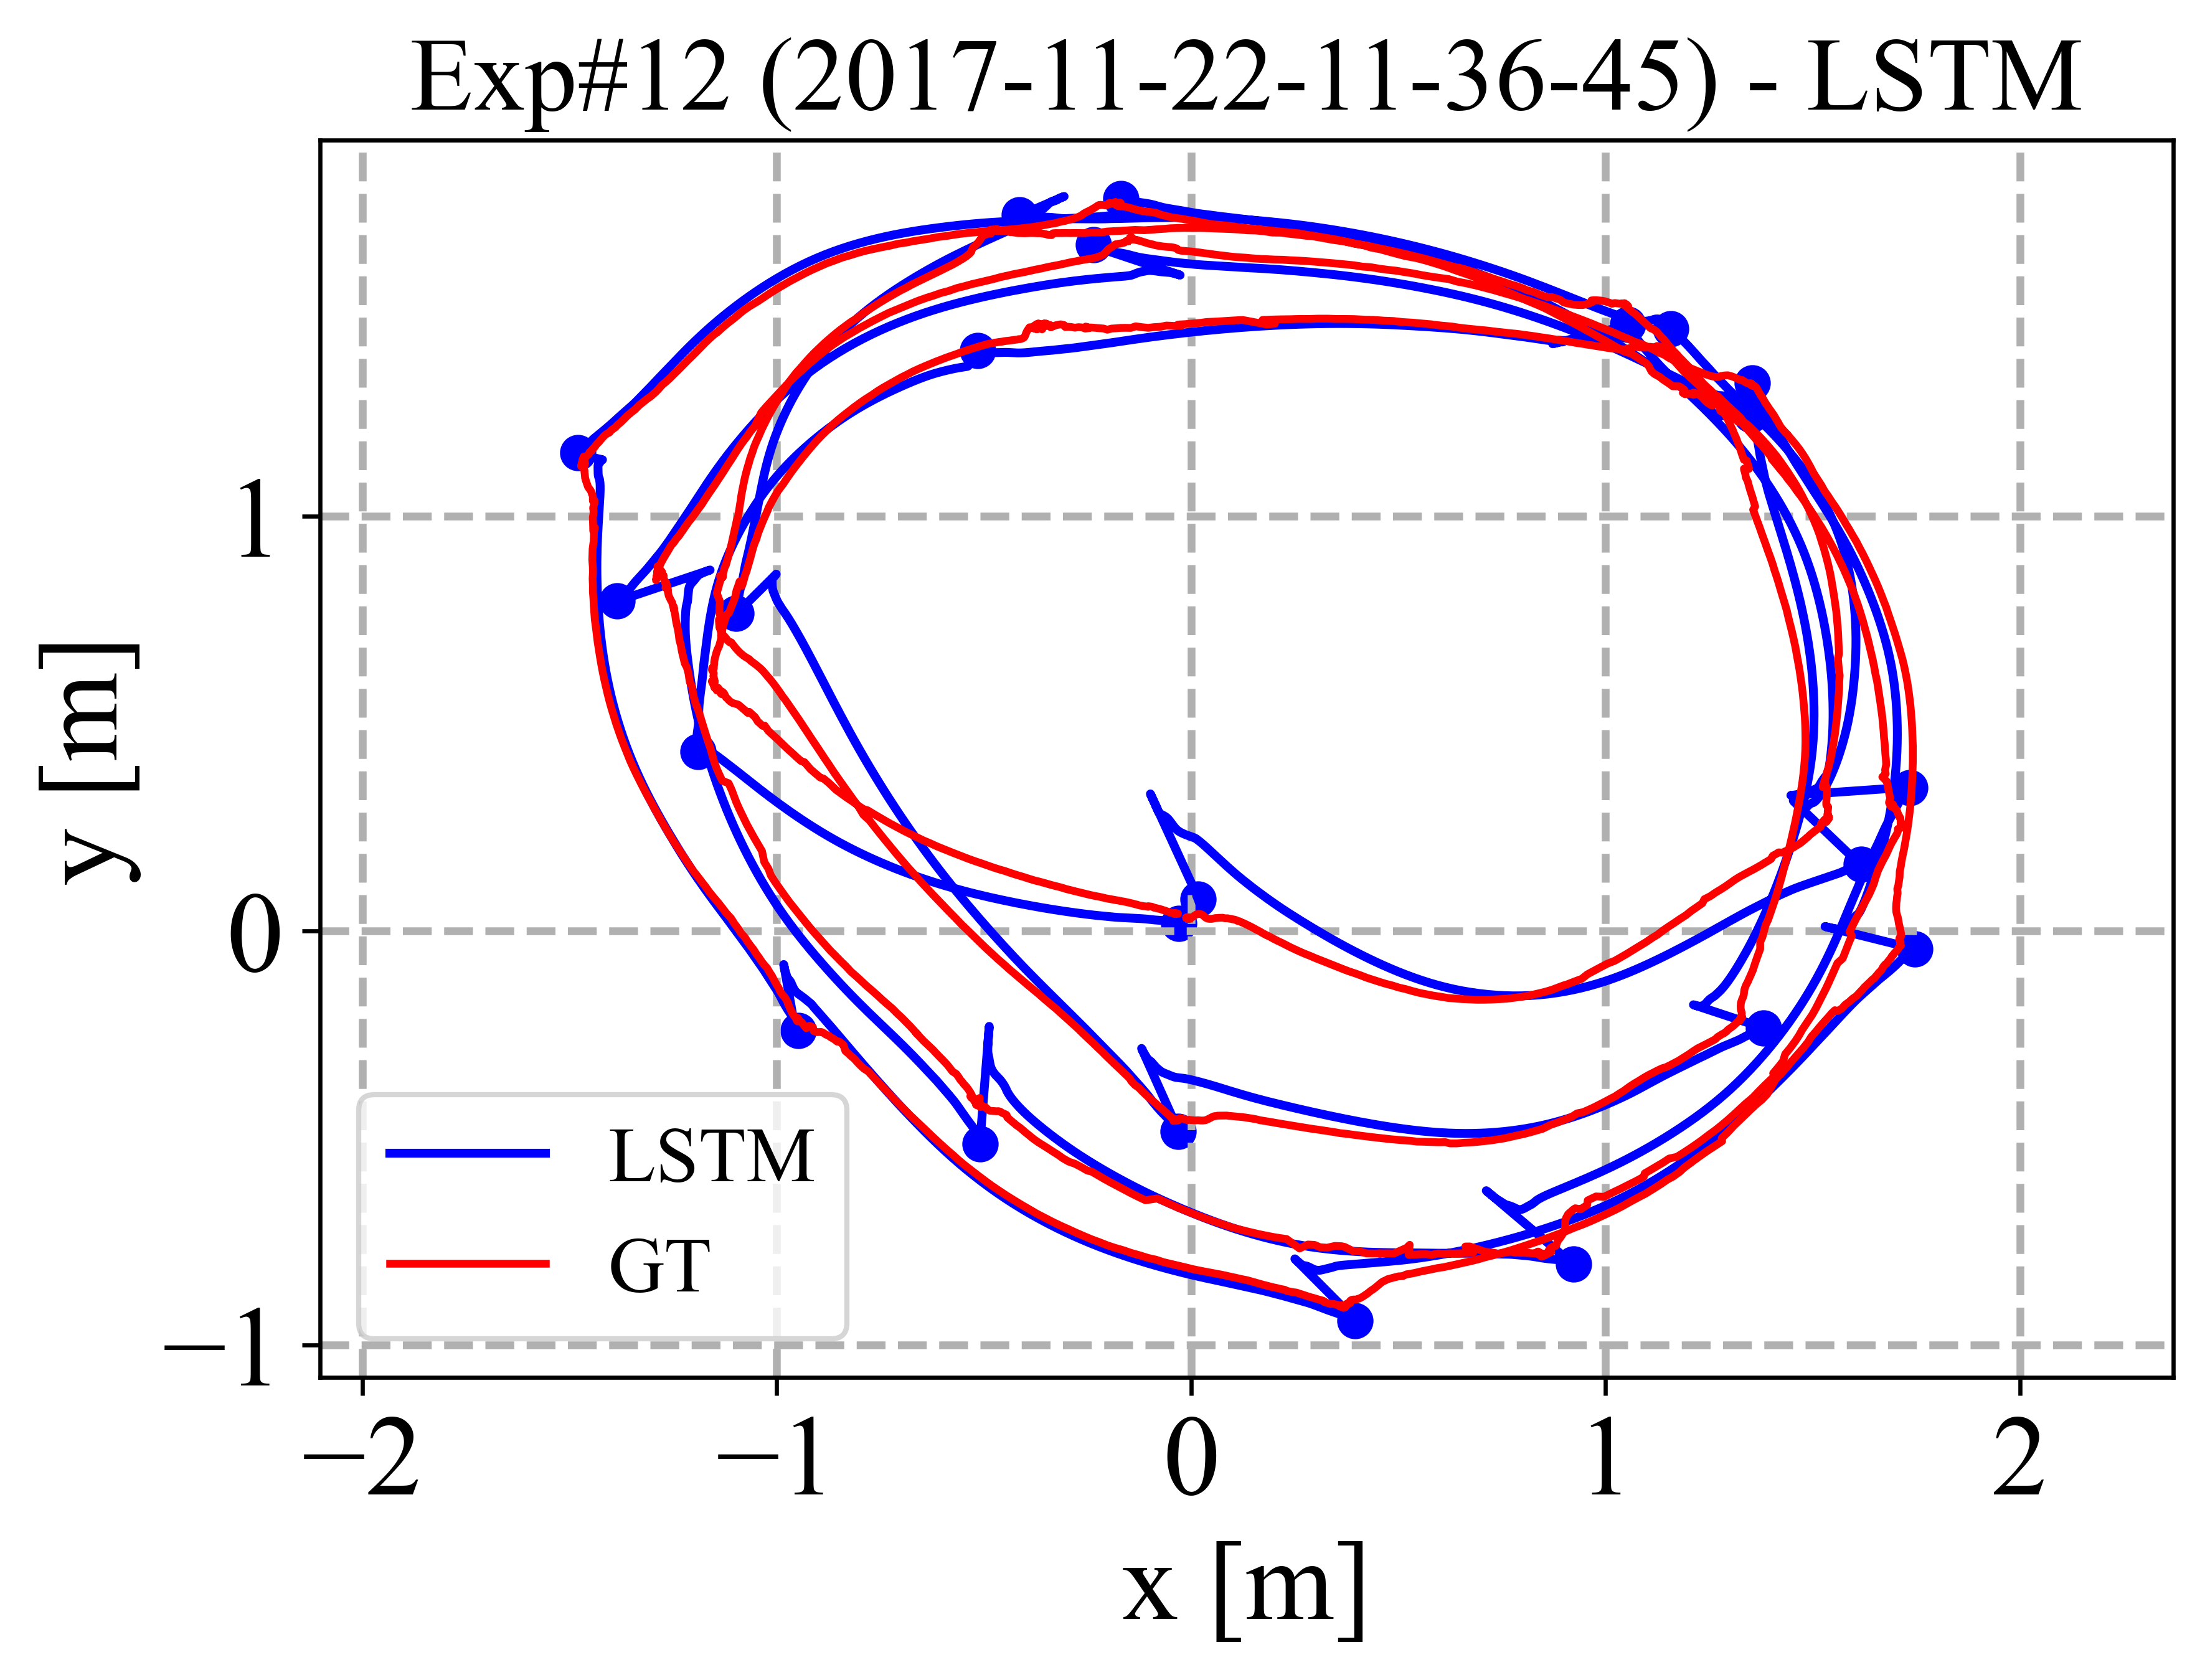 Exp#12 (2017-11-22-11-36-45) - LSTM
y [m]
1
0
−1
LSTM
GT
−2 −1 0 1 2
x [m]